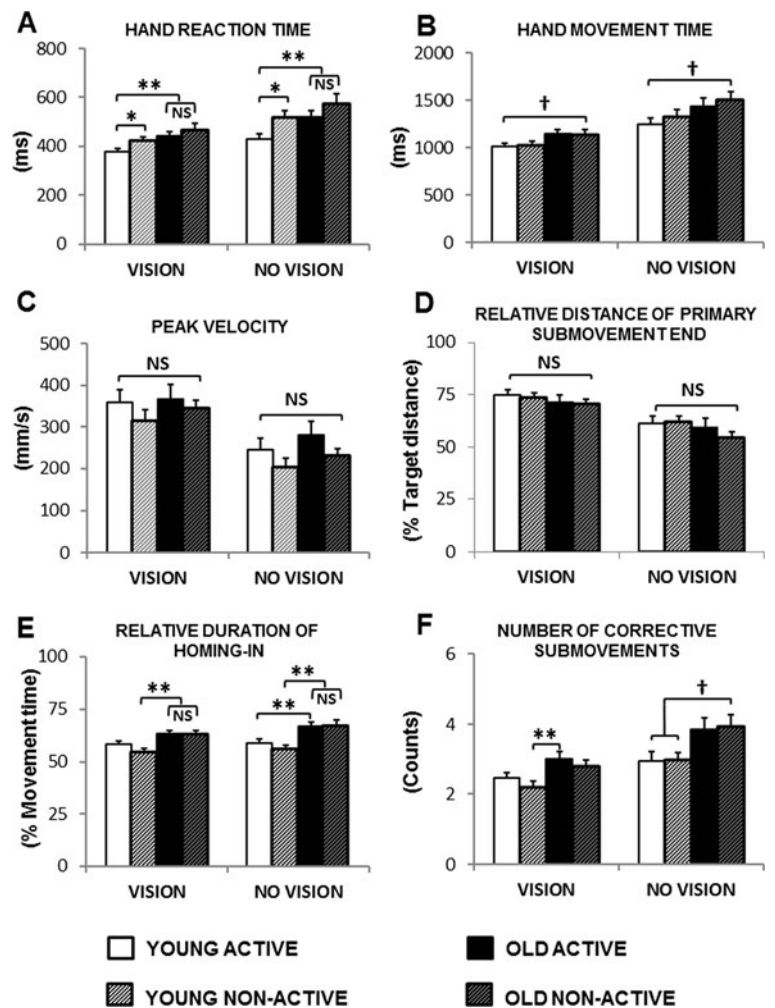 A
HAND REACTION TIME
(ms)
800
600
400
200
0
**
*
NS
**
*
NS
VISION
NO VISION
B
HAND MOVEMENT TIME
(ms)
2000
1500
1000
500
0
†
†
VISION
NO VISION
C
PEAK VELOCITY
(mm/s)
500
400
300
200
100
0
NS
NS
VISION
NO VISION
D
RELATIVE DISTANCE OF PRIMARY
SUBMOVEMENT END
(% Target distance)
100
75
50
25
0
NS
NS
VISION
NO VISION
E
RELATIVE DURATION OF
HOMING-IN
(% Movement time)
100
75
50
25
0
**
NS
**
**
NS
VISION
NO VISION
F
NUMBER OF CORRECTIVE
SUBMOVEMENTS
(Counts)
6
4
2
0
**
†
VISION
NO VISION
YOUNG ACTIVE
OLD ACTIVE
YOUNG NON-ACTIVE
OLD NON-ACTIVE